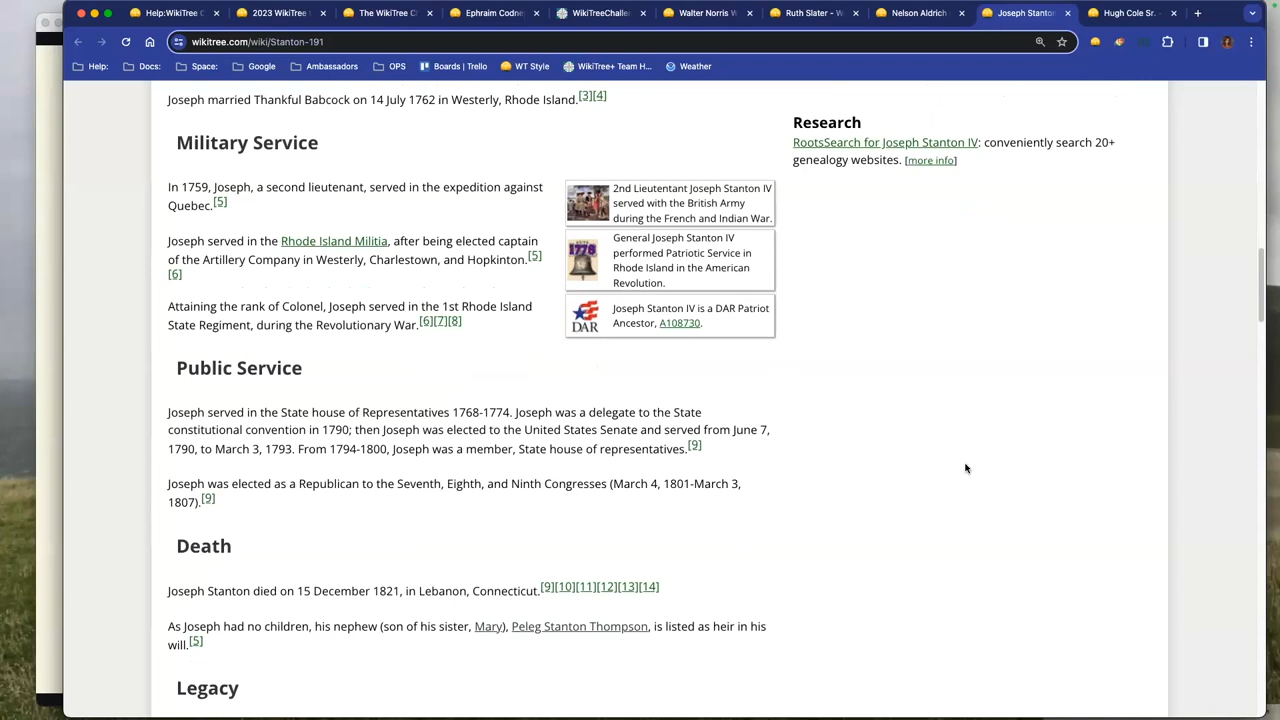 Help:WikiTree C
2023 WikiTree
The WikiTree C
Ephraim Codne
WikiTreeChalle
Walter Norris W
Ruth Slater - W
Nelson Aldrich
Joseph Stanton
Hugh Cole Sr. -
wikitree.com/wiki/Stanton-191
Help:
Docs:
Space:
Google
Ambassadors
OPS
Boards | Trello
WT Style
WikiTree+ Team H...
Weather
Joseph married Thankful Babcock on 14 July 1762 in Westerly, Rhode Island.[3][4]
Military Service
In 1759, Joseph, a second lieutenant, served in the expedition against
Quebec.[5]
Joseph served in the Rhode Island Militia, after being elected captain
of the Artillery Company in Westerly, Charlestown, and Hopkinton.[5]
[6]
Attaining the rank of Colonel, Joseph served in the 1st Rhode Island
State Regiment, during the Revolutionary War.[6][7][8]
2nd Lieutentant Joseph Stanton IV
served with the British Army
during the French and Indian War.
1776
General Joseph Stanton IV
performed Patriotic Service in
Rhode Island in the American
Revolution.
DAR
Joseph Stanton IV is a DAR Patriot
Ancestor, A108730.
Public Service
Joseph served in the State house of Representatives 1768-1774. Joseph was a delegate to the State
constitutional convention in 1790; then Joseph was elected to the United States Senate and served from June 7,
1790, to March 3, 1793. From 1794-1800, Joseph was a member, State house of representatives.[9]
Joseph was elected as a Republican to the Seventh, Eighth, and Ninth Congresses (March 4, 1801-March 3,
1807).[9]
Death
Joseph Stanton died on 15 December 1821, in Lebanon, Connecticut.[9][10][11][12][13][14]
As Joseph had no children, his nephew (son of his sister, Mary), Peleg Stanton Thompson, is listed as heir in his
will.[5]
Legacy
Research
RootsSearch for Joseph Stanton IV: conveniently search 20+
genealogy websites. [more info]